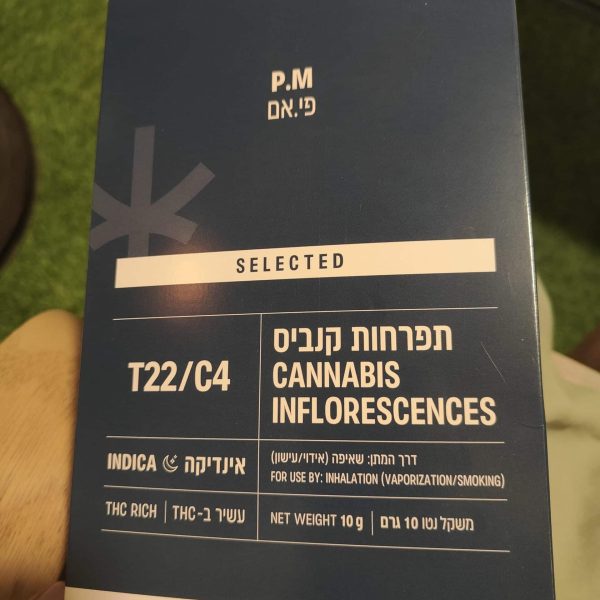 P.M
פי.אם
SELECTED
T22/C4
תפרחות קנביס
CANNABIS
INFLORESCENCES
INDICA אינדיקה
דרך המתן: שאיפה (אידוי/עישון)
FOR USE BY: INHALATION (VAPORIZATION/SMOKING)
THC RICH | עשיר ב-THC
NET WEIGHT 10 g | משקל נטו 10 גרם